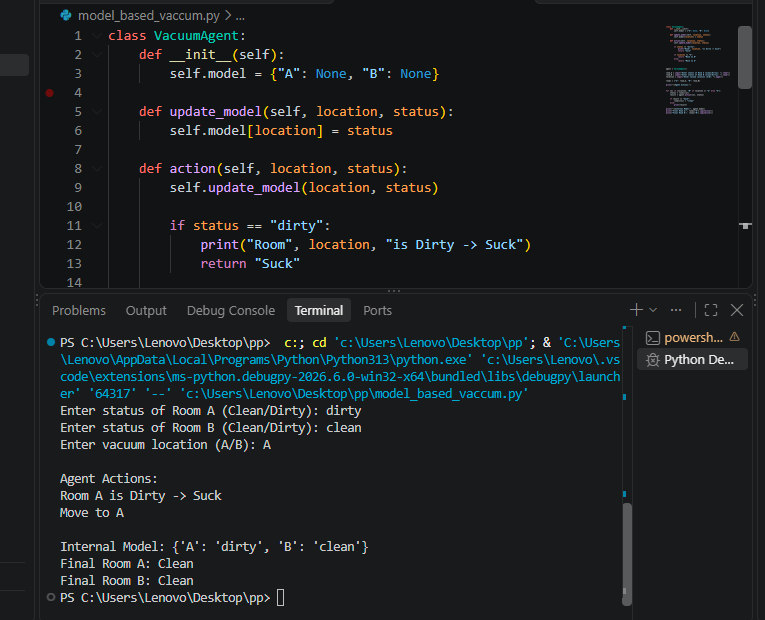 model_based_vaccum.py > ...
1 class VacuumAgent:
2 def __init__(self):
3 self.model = {"A": None, "B": None}
4
5 def update_model(self, location, status):
6 self.model[location] = status
7
8 def action(self, location, status):
9 self.update_model(location, status)
10
11 if status == "dirty":
12 print("Room", location, "is Dirty -> Suck")
13 return "Suck"
14
Problems Output Debug Console Terminal Ports
powersh...
Python De...
PS C:\Users\Lenovo\Desktop\pp> c:; cd 'c:\Users\Lenovo\Desktop\pp'; & 'C:\Users
\Lenovo\AppData\Local\Programs\Python\Python313\python.exe' 'c:\Users\Lenovo\.vs
code\extensions\ms-python.debugpy-2026.6.0-win32-x64\bundled\libs\debugpy\launch
er' '64317' '--' 'c:\Users\Lenovo\Desktop\pp\model_based_vaccum.py'
Enter status of Room A (Clean/Dirty): dirty
Enter status of Room B (Clean/Dirty): clean
Enter vacuum location (A/B): A
Agent Actions:
Room A is Dirty -> Suck
Move to A
Internal Model: {'A': 'dirty', 'B': 'clean'}
Final Room A: Clean
Final Room B: Clean
PS C:\Users\Lenovo\Desktop\pp>